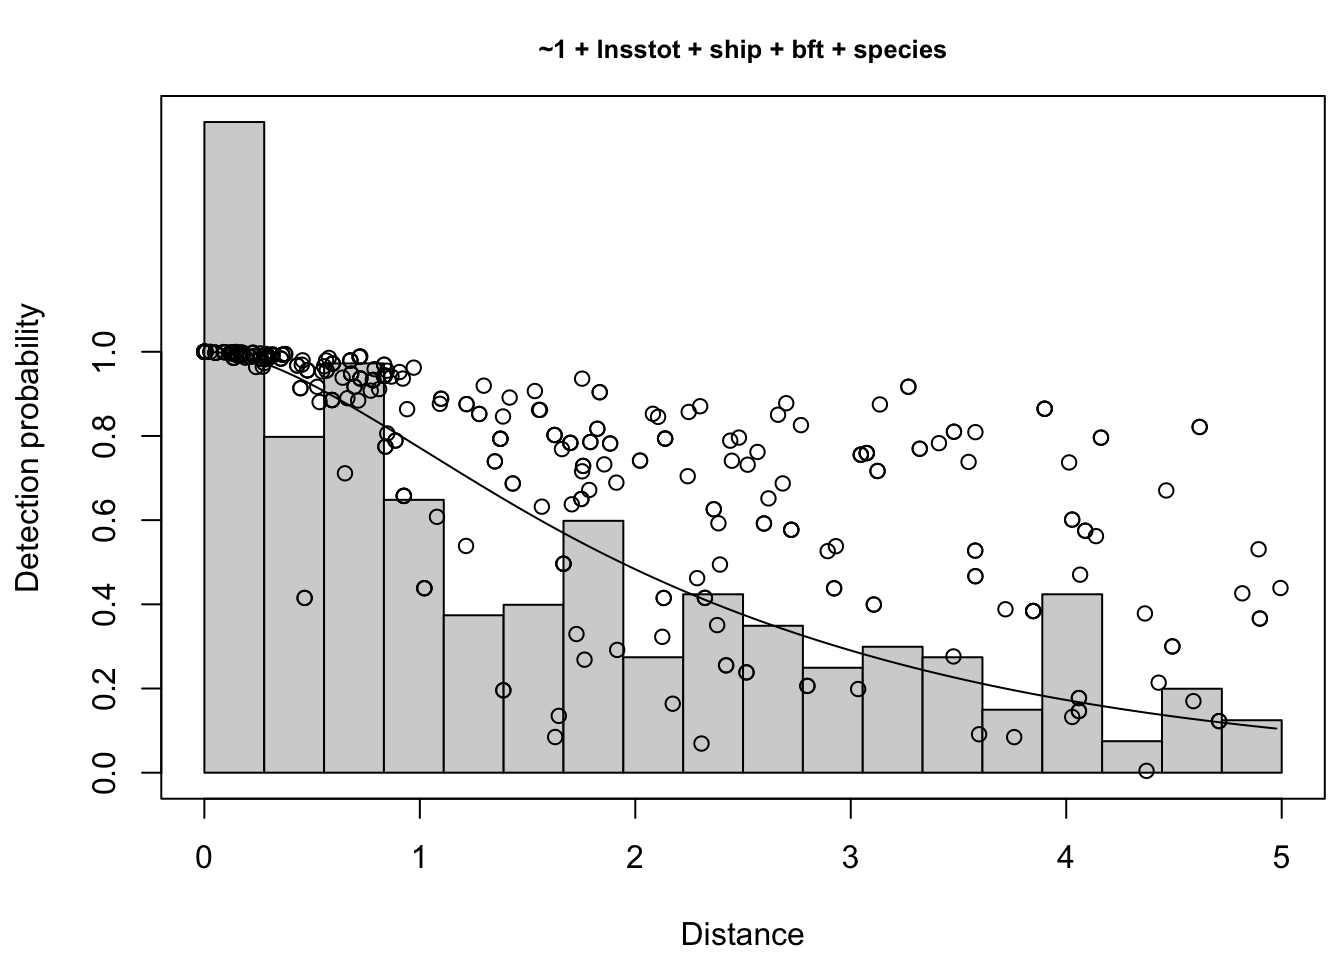 ~1 + lnsstot + ship + bft + species
Detection probability
1.0
0.8
0.6
0.4
0.2
0.0
0 1 2 3 4 5
Distance